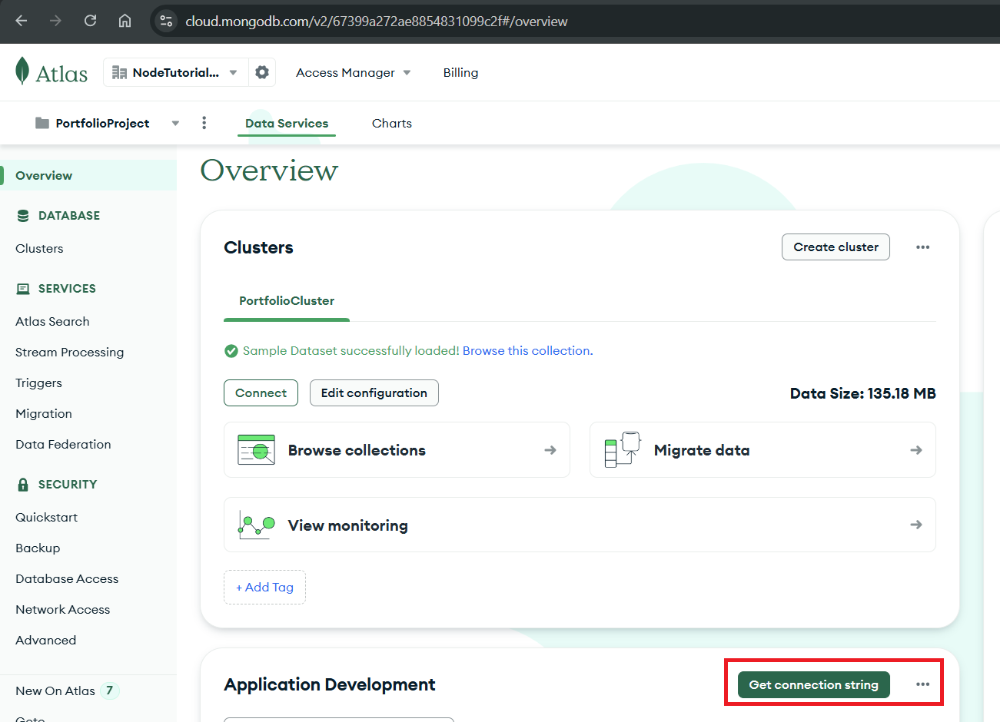 cloud.mongodb.com/v2/67399a272ae8854831099c2f#/overview
Atlas
NodeTutorial...
Access Manager
Billing
PortfolioProject
Data Services
Charts
Overview
DATABASE
Clusters
SERVICES
Atlas Search
Stream Processing
Triggers
Migration
Data Federation
SECURITY
Quickstart
Backup
Database Access
Network Access
Advanced
New On Atlas 7
Goto
Overview
Clusters
Create cluster
PortfolioCluster
Sample Dataset successfully loaded! Browse this collection.
Connect
Edit configuration
Data Size: 135.18 MB
Browse collections
Migrate data
View monitoring
+ Add Tag
Application Development
Get connection string